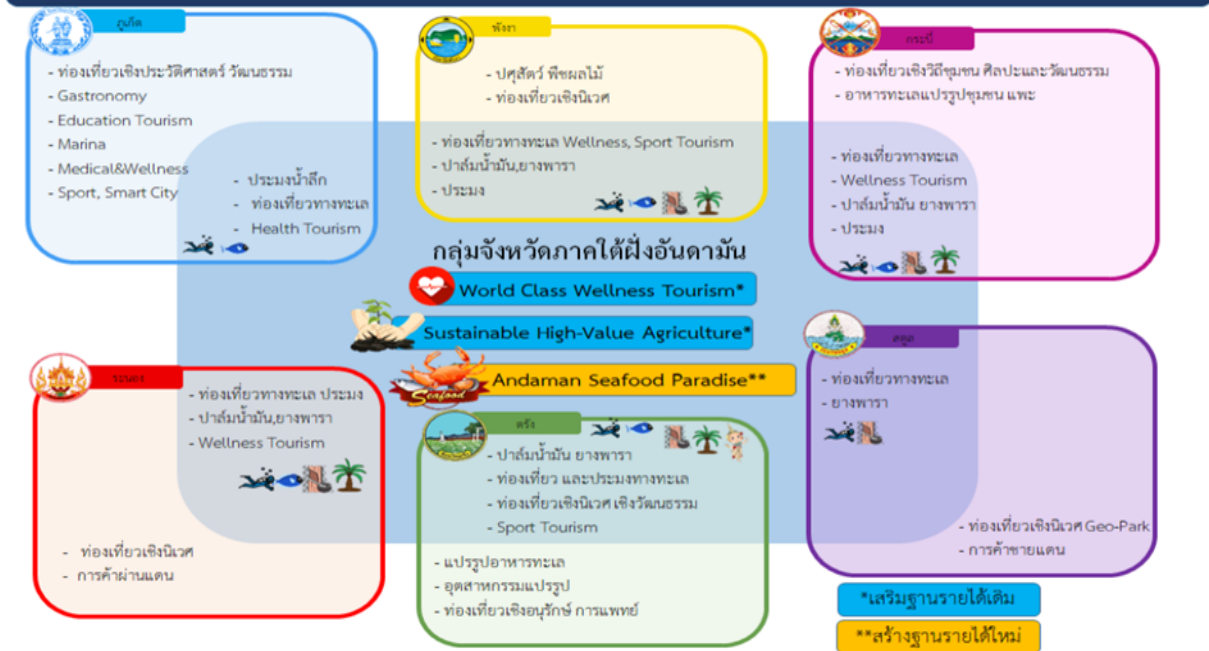 ภูเก็ต
- ท่องเที่ยวเชิงประวัติศาสตร์ วัฒนธรรม
- Gastronomy
- Education Tourism
- Marina
- Medical&Wellness
- Sport, Smart City
- ประมงน้ำลึก
- ท่องเที่ยวทางทะเล
- Health Tourism
พังงา
- ปศุสัตว์ พืชผลไม้
- ท่องเที่ยวเชิงนิเวศ
- ท่องเที่ยวทางทะเล Wellness, Sport Tourism
- ปาล์มน้ำมัน,ยางพารา
- ประมง
กระบี่
- ท่องเที่ยวเชิงวิถีชุมชน ศิลปะและวัฒนธรรม
- อาหารทะเลแปรรูปชุมชน แพะ
- ท่องเที่ยวทางทะเล
- Wellness Tourism
- ปาล์มน้ำมัน ยางพารา
- ประมง
กลุ่มจังหวัดภาคใต้ฝั่งอันดามัน
World Class Wellness Tourism*
Sustainable High-Value Agriculture*
Andaman Seafood Paradise**
Seafood
ระนอง
- ท่องเที่ยวทางทะเล ประมง
- ปาล์มน้ำมัน,ยางพารา
- Wellness Tourism
- ท่องเที่ยวเชิงนิเวศ
- การค้าผ่านแดน
ตรัง
- ปาล์มน้ำมัน ยางพารา
- ท่องเที่ยว และประมงทางทะเล
- ท่องเที่ยวเชิงนิเวศ เชิงวัฒนธรรม
- Sport Tourism
- แปรรูปอาหารทะเล
- อุตสาหกรรมแปรรูป
- ท่องเที่ยวเชิงอนุรักษ์ การแพทย์
สตูล
- ท่องเที่ยวทางทะเล
- ยางพารา
- ท่องเที่ยวเชิงนิเวศ Geo-Park
- การค้าชายแดน
*เสริมฐานรายได้เดิม
**สร้างฐานรายได้ใหม่